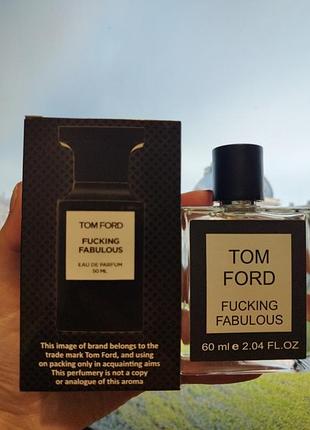 TOM FORD
FUCKING
FABULOUS
EAU DE PARFUM
50 ML
This image of brand belongs to the
trade mark Tom Ford, and using
on packing only in acquainting aims
This perfumery is not a copy
or analogue of this aroma
TOM
FORD
FUCKING
FABULOUS
60 ml e 2.04 FL.OZ